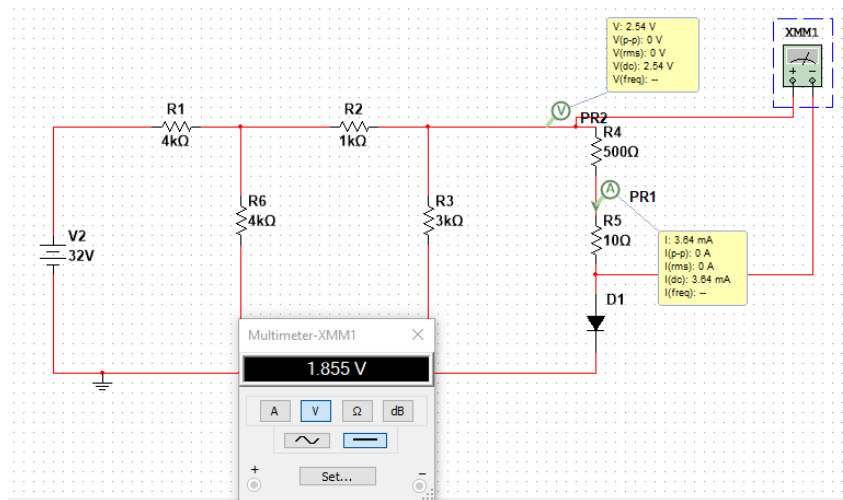 V: 2.54 V
V(p-p): 0 V
V(rms): 0 V
V(dc): 2.54 V
V(freq): --
XMM1
+ −
R1
4kΩ
R2
1kΩ
V
PR2
R4
500Ω
A
PR1
R6
4kΩ
R3
3kΩ
R5
10Ω
V2
32V
I: 3.64 mA
I(p-p): 0 A
I(rms): 0 A
I(dc): 3.64 mA
I(freq): --
D1
Multimeter-XMM1
1.855 V
A V Ω dB
+ Set... −